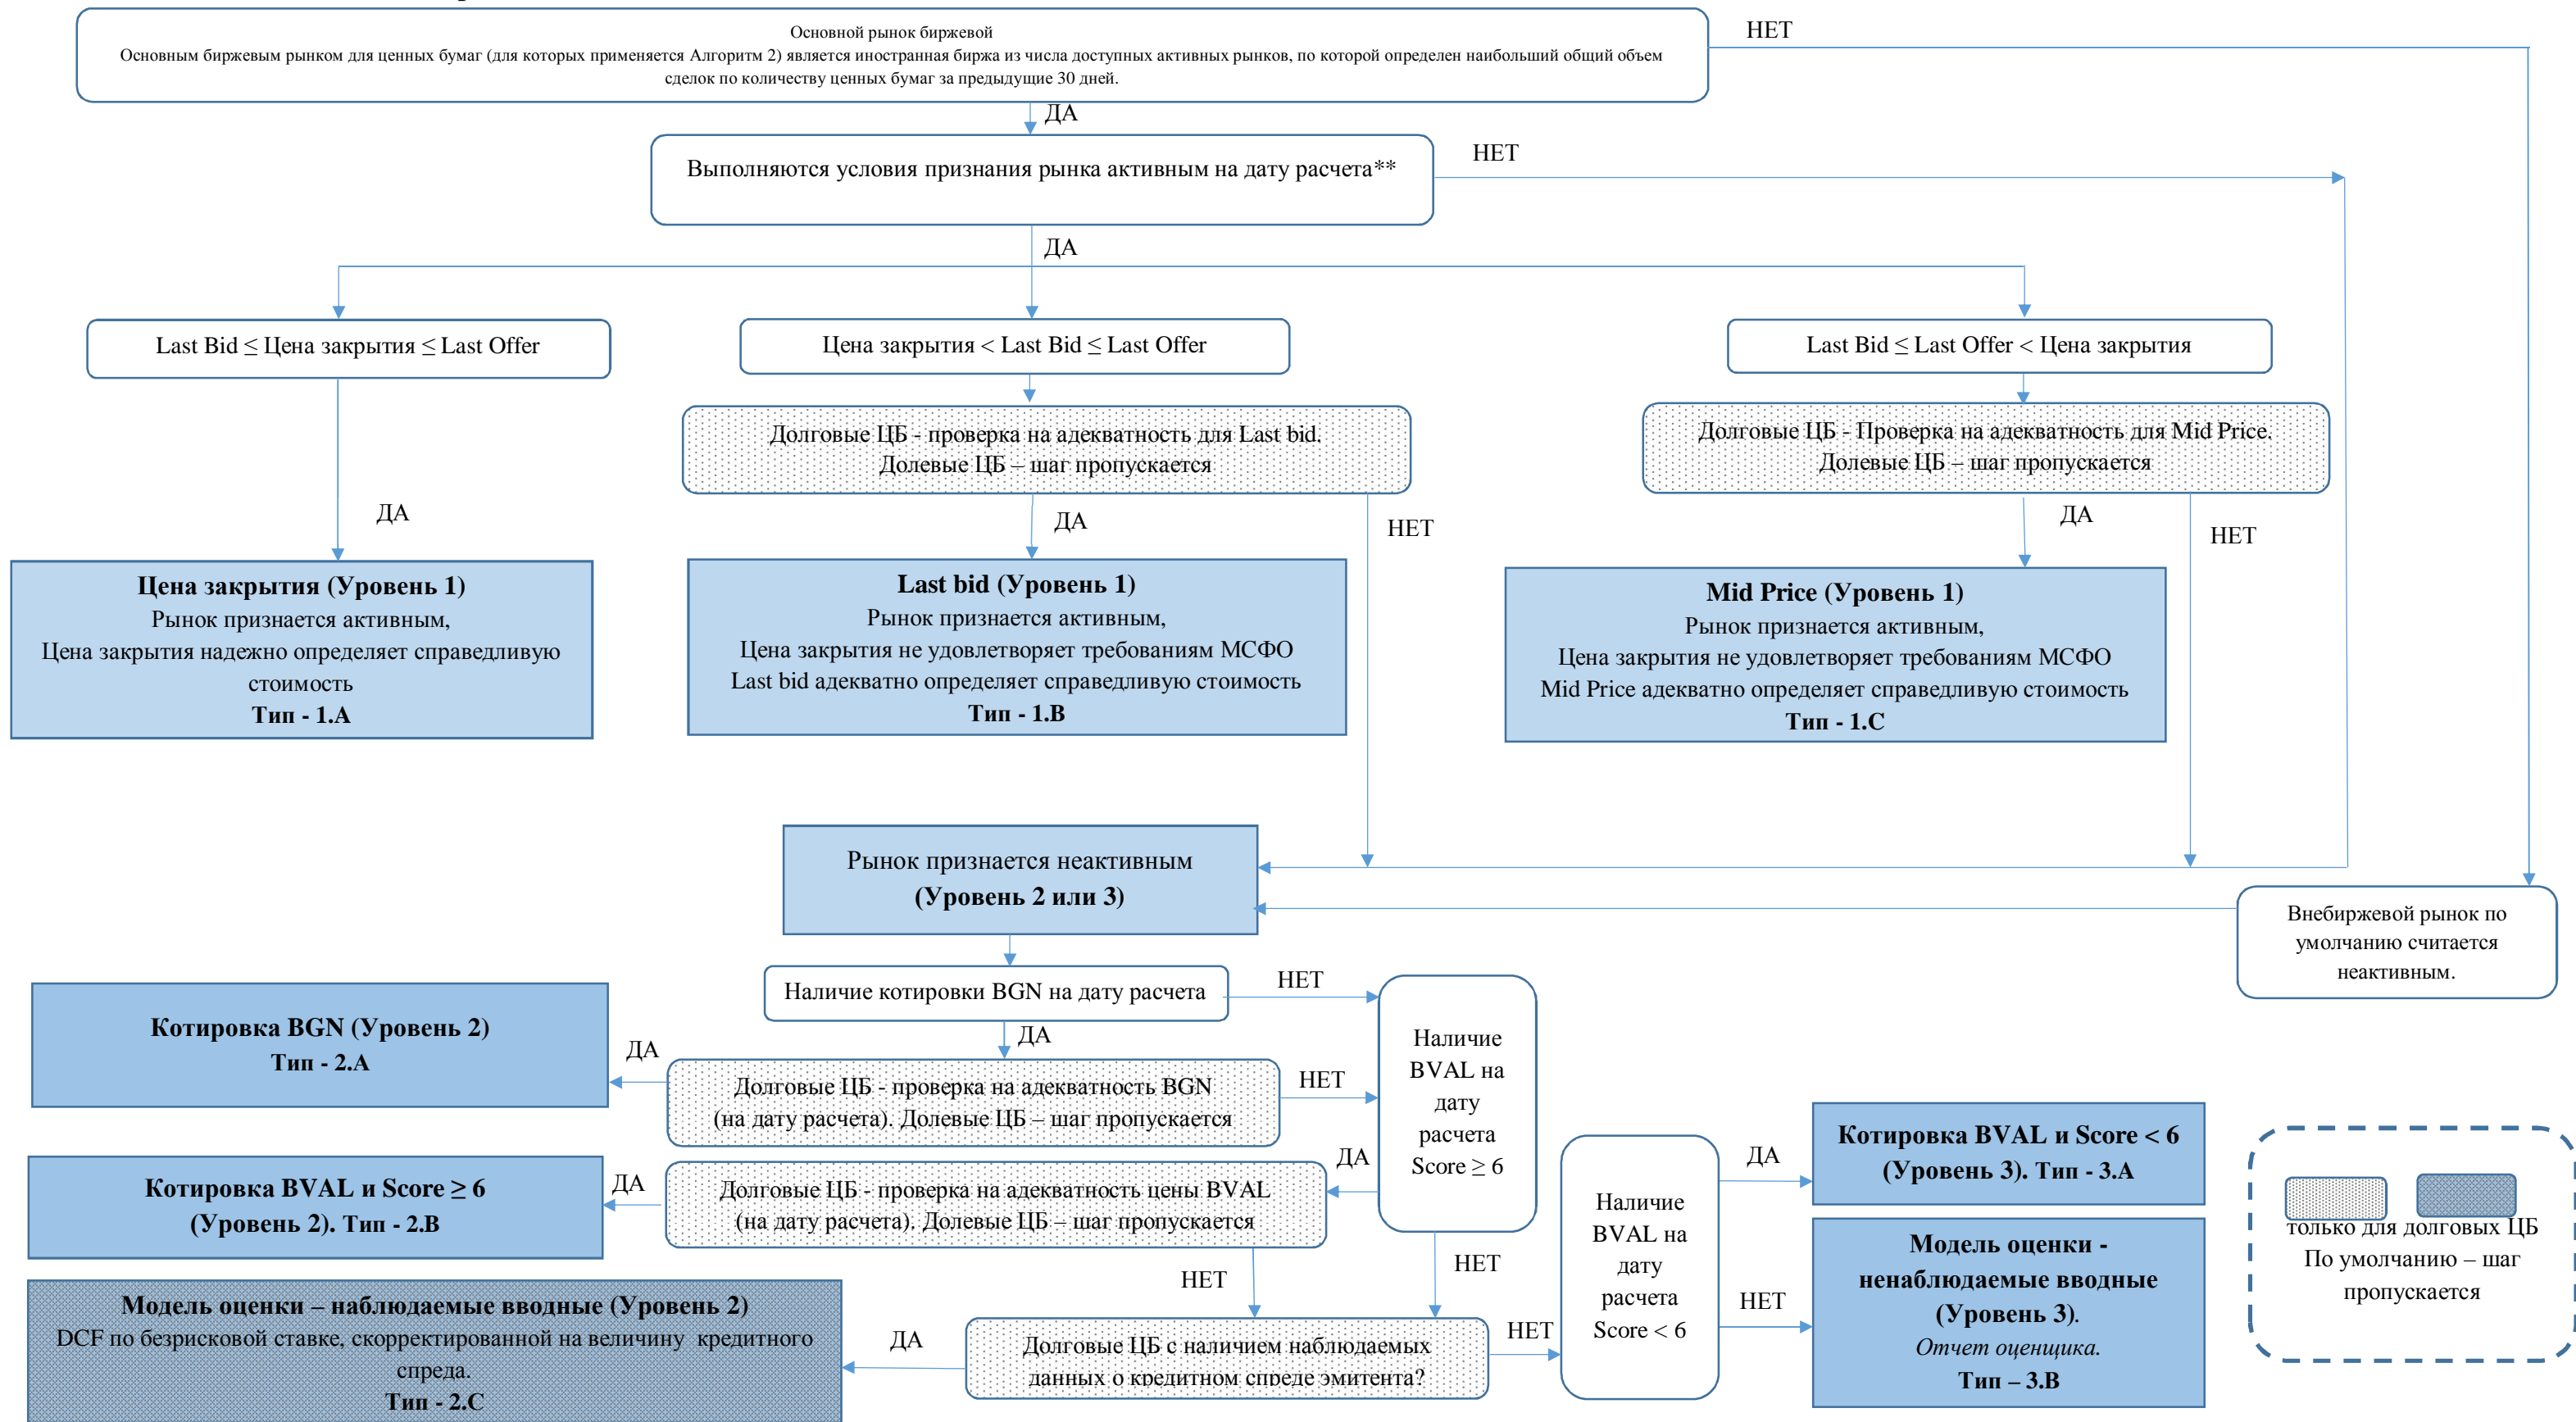 Основной рынок биржевой
Основным биржевым рынком для ценных бумаг (для которых применяется Алгоритм 2) является иностранная биржа из числа доступных активных рынков, по которой определен наибольший общий объем
сделок по количеству ценных бумаг за предыдущие 30 дней.
НЕТ
ДА
Выполняются условия признания рынка активным на дату расчета**
НЕТ
ДА
Last Bid ≤ Цена закрытия ≤ Last Offer
Цена закрытия < Last Bid ≤ Last Offer
Last Bid ≤ Last Offer < Цена закрытия
Долговые ЦБ - проверка на адекватность для Last bid.
Долевые ЦБ – шаг пропускается
Долговые ЦБ - Проверка на адекватность для Mid Price.
Долевые ЦБ – шаг пропускается
ДА
ДА
НЕТ
ДА
НЕТ
Цена закрытия (Уровень 1)
Рынок признается активным,
Цена закрытия надежно определяет справедливую
стоимость
Тип - 1.A
Last bid (Уровень 1)
Рынок признается активным,
Цена закрытия не удовлетворяет требованиям МСФО
Last bid адекватно определяет справедливую стоимость
Тип - 1.B
Mid Price (Уровень 1)
Рынок признается активным,
Цена закрытия не удовлетворяет требованиям МСФО
Mid Price адекватно определяет справедливую стоимость
Тип - 1.C
Рынок признается неактивным
(Уровень 2 или 3)
Внебиржевой рынок по
умолчанию считается
неактивным.
Наличие котировки BGN на дату расчета
НЕТ
ДА
Котировка BGN (Уровень 2)
Тип - 2.A
ДА
Долговые ЦБ - проверка на адекватность BGN
(на дату расчета). Долевые ЦБ – шаг пропускается
НЕТ
Наличие
BVAL на
дату
расчета
Score ≥ 6
ДА
НЕТ
Котировка BVAL и Score ≥ 6
(Уровень 2). Тип - 2.B
ДА
Долговые ЦБ - проверка на адекватность цены BVAL
(на дату расчета). Долевые ЦБ – шаг пропускается
НЕТ
Модель оценки – наблюдаемые вводные (Уровень 2)
DCF по безрисковой ставке, скорректированной на величину кредитного
спреда.
Тип - 2.C
ДА
Долговые ЦБ с наличием наблюдаемых
данных о кредитном спреде эмитента?
НЕТ
Наличие
BVAL на
дату
расчета
Score < 6
ДА
НЕТ
Котировка BVAL и Score < 6
(Уровень 3). Тип - 3.A
Модель оценки -
ненаблюдаемые вводные
(Уровень 3).
Отчет оценщика.
Тип – 3.B
только для долговых ЦБ
По умолчанию – шаг
пропускается